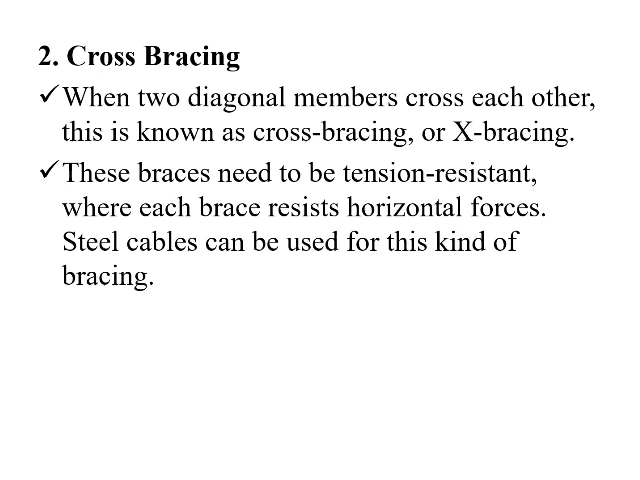 2. Cross Bracing
✓When two diagonal members cross each other,
this is known as cross-bracing, or X-bracing.
✓These braces need to be tension-resistant,
where each brace resists horizontal forces.
Steel cables can be used for this kind of
bracing.